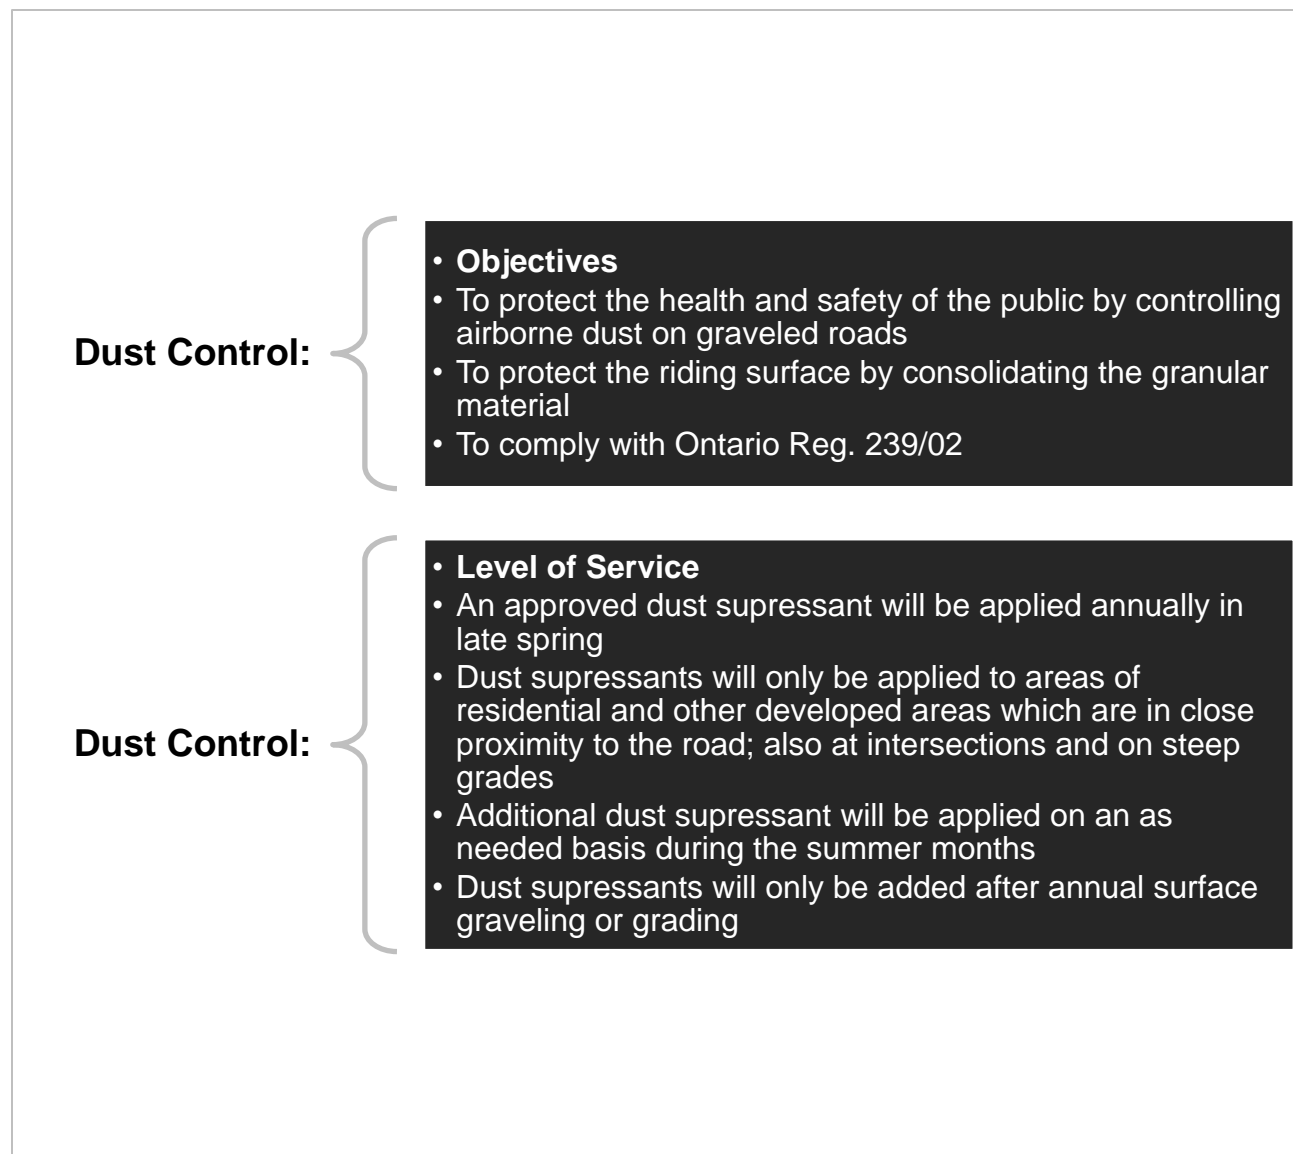 Dust Control:
• Objectives
• To protect the health and safety of the public by controlling
airborne dust on graveled roads
• To protect the riding surface by consolidating the granular
material
• To comply with Ontario Reg. 239/02
Dust Control:
• Level of Service
• An approved dust supressant will be applied annually in
late spring
• Dust supressants will only be applied to areas of
residential and other developed areas which are in close
proximity to the road; also at intersections and on steep
grades
• Additional dust supressant will be applied on an as
needed basis during the summer months
• Dust supressants will only be added after annual surface
graveling or grading